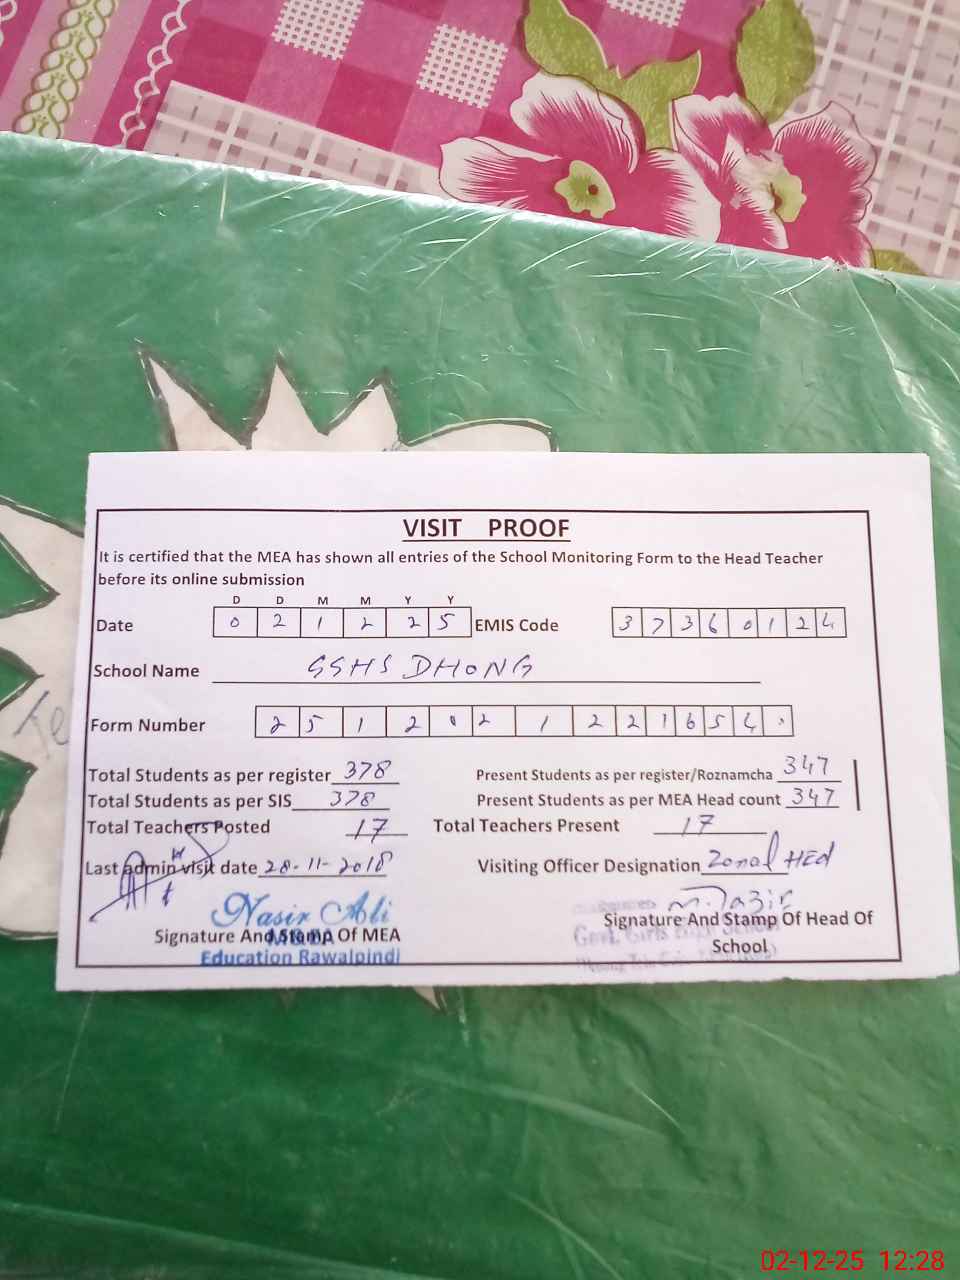 VISIT PROOF
It is certified that the MEA has shown all entries of the School Monitoring Form to the Head Teacher
before its online submission
D D M M Y Y
Date 0 2 1 2 2 5 EMIS Code 3 7 3 6 0 1 2 4
School Name GGHS DHONG
Form Number 2 5 1 2 0 2 1 2 2 1 6 5 4
Total Students as per register 378 Present Students as per register/Roznamcha 347
Total Students as per SIS 378 Present Students as per MEA Head count 347
Total Teachers Posted 17 Total Teachers Present 17
Last admin visit date 28-11-2018 Visiting Officer Designation Zonal HEd
Nasir Ali
Signature And Stamp Of MEA Signature And Stamp Of Head Of
Govt. Girls High School
School
Education Rawalpindi
02-12-25 12:28